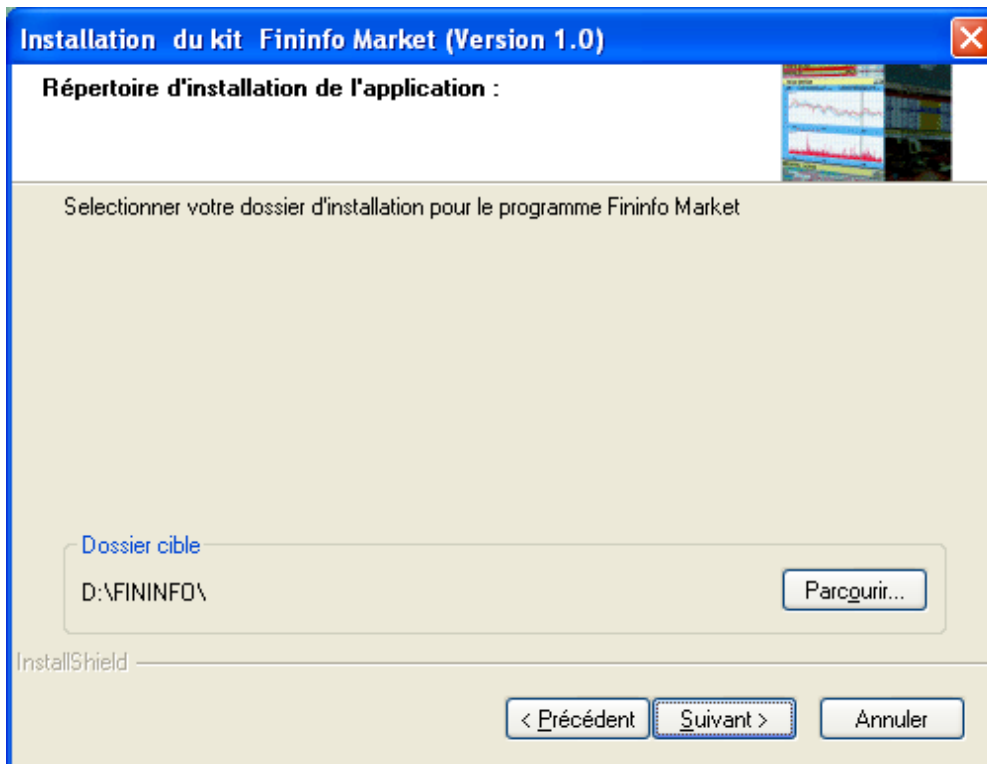 Installation du kit Fininfo Market (Version 1.0)
Répertoire d'installation de l'application :
Selectionner votre dossier d'installation pour le programme Fininfo Market
Dossier cible
D:\FININFO\
Parcourir...
InstallShield
< Précédent
Suivant >
Annuler